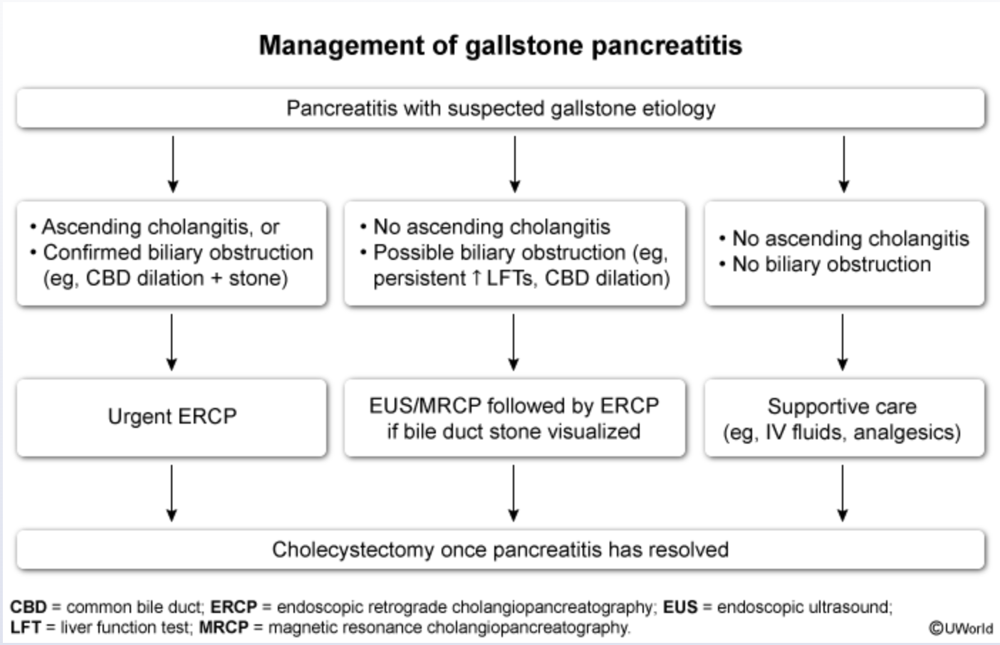 Management of gallstone pancreatitis
Pancreatitis with suspected gallstone etiology
• Ascending cholangitis, or
• Confirmed biliary obstruction
(eg, CBD dilation + stone)
• No ascending cholangitis
• Possible biliary obstruction (eg,
persistent ↑ LFTs, CBD dilation)
• No ascending cholangitis
• No biliary obstruction
Urgent ERCP
EUS/MRCP followed by ERCP
if bile duct stone visualized
Supportive care
(eg, IV fluids, analgesics)
Cholecystectomy once pancreatitis has resolved
CBD = common bile duct; ERCP = endoscopic retrograde cholangiopancreatography; EUS = endoscopic ultrasound;
LFT = liver function test; MRCP = magnetic resonance cholangiopancreatography.
©UWorld